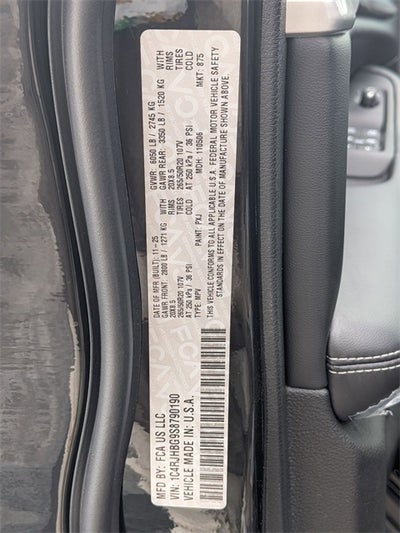 MFD BY: FCA US LLC
DATE OF MFR (BUILT): 11-25
GVWR: 6050 LB / 2745 KG
GAWR FRONT: 2800 LB / 1271 KG WITH
20X8.5 RIMS
265/50R20 107V TIRES
AT 250 kPa / 36 PSI COLD
GAWR REAR: 3350 LB / 1520 KG WITH
20X8.5 RIMS
265/50R20 107V TIRES
AT 250 kPa / 36 PSI COLD
VIN: 1C4RJHBG9S8790190
TYPE: MPV
PAINT: PXJ
MDH: 110506
MKT: 875
VEHICLE MADE IN: U.S.A.
THIS VEHICLE CONFORMS TO ALL APPLICABLE U.S.A. FEDERAL MOTOR VEHICLE SAFETY
STANDARDS IN EFFECT ON THE DATE OF MANUFACTURE SHOWN ABOVE.